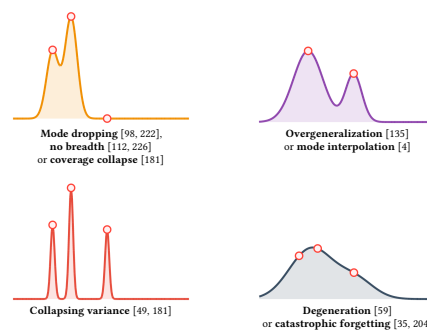 Mode dropping [98, 222],
no breadth [112, 226]
or coverage collapse [181]
Overgeneralization [135]
or mode interpolation [4]
Collapsing variance [49, 181]
Degeneration [59]
or catastrophic forgetting [35, 204